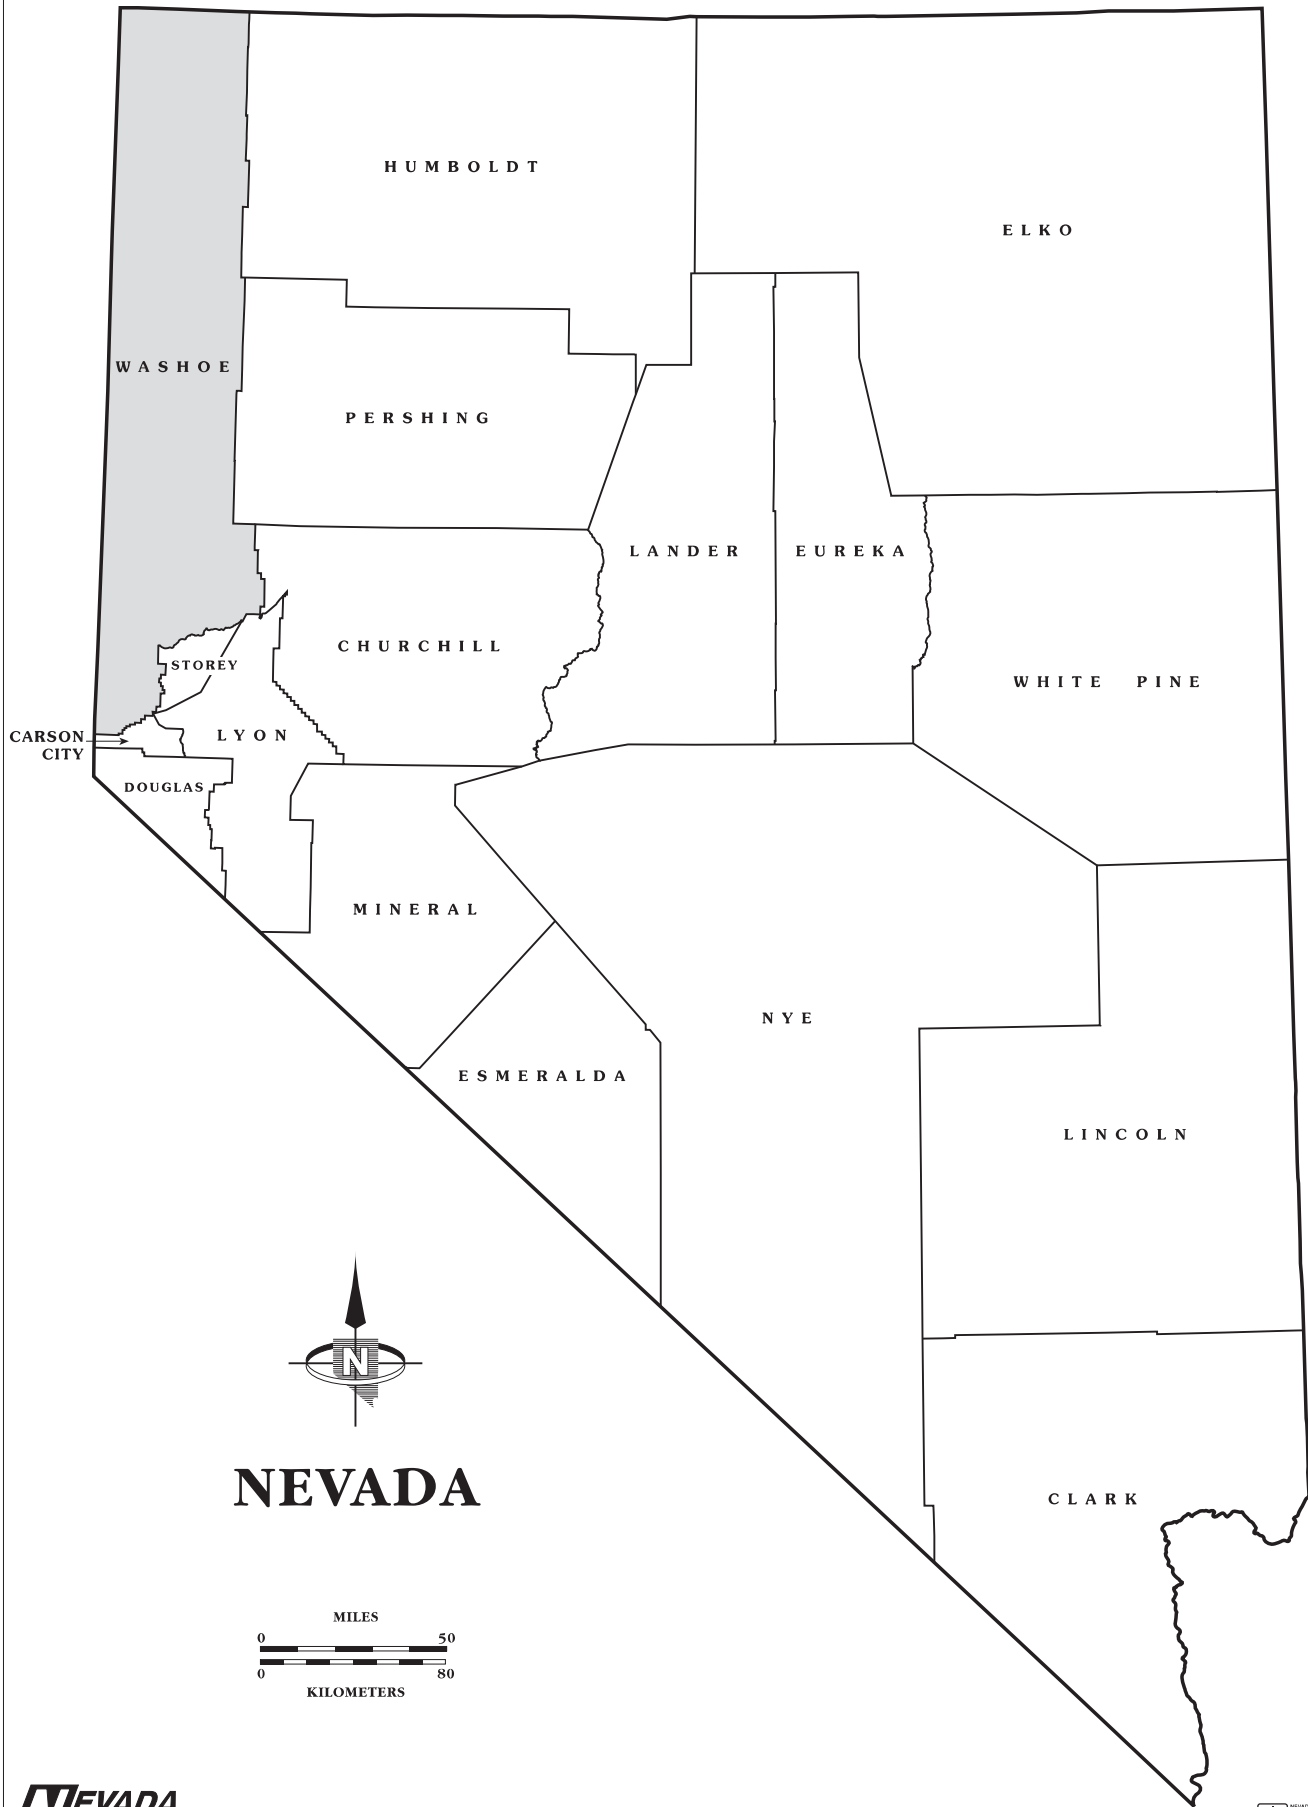 HUMBOLDT
ELKO
WASHOE
PERSHING
LANDER
EUREKA
CHURCHILL
STOREY
WHITE PINE
CARSON
CITY
LYON
DOUGLAS
MINERAL
NYE
ESMERALDA
LINCOLN
N
NEVADA
CLARK
MILES
0 50
0 80
KILOMETERS
NEVADA